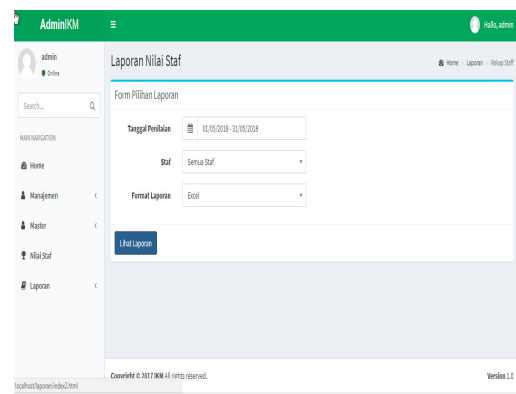 AdminIKM
Hallo, admin
admin
Online
Search...
MAIN NAVIGATION
Home
Manajemen
Master
Nilai Staf
Laporan
Laporan Nilai Staf
Home > Laporan > Rekap Staff
Form Pilihan Laporan
Tanggal Penilaian 01/05/2018 - 31/05/2018
Staf Semua Staf
Format Laporan Excel
Lihat Laporan
Copyright © 2017 IKM All rights reserved.
Version 1.0
localhost/laporan/index2.html